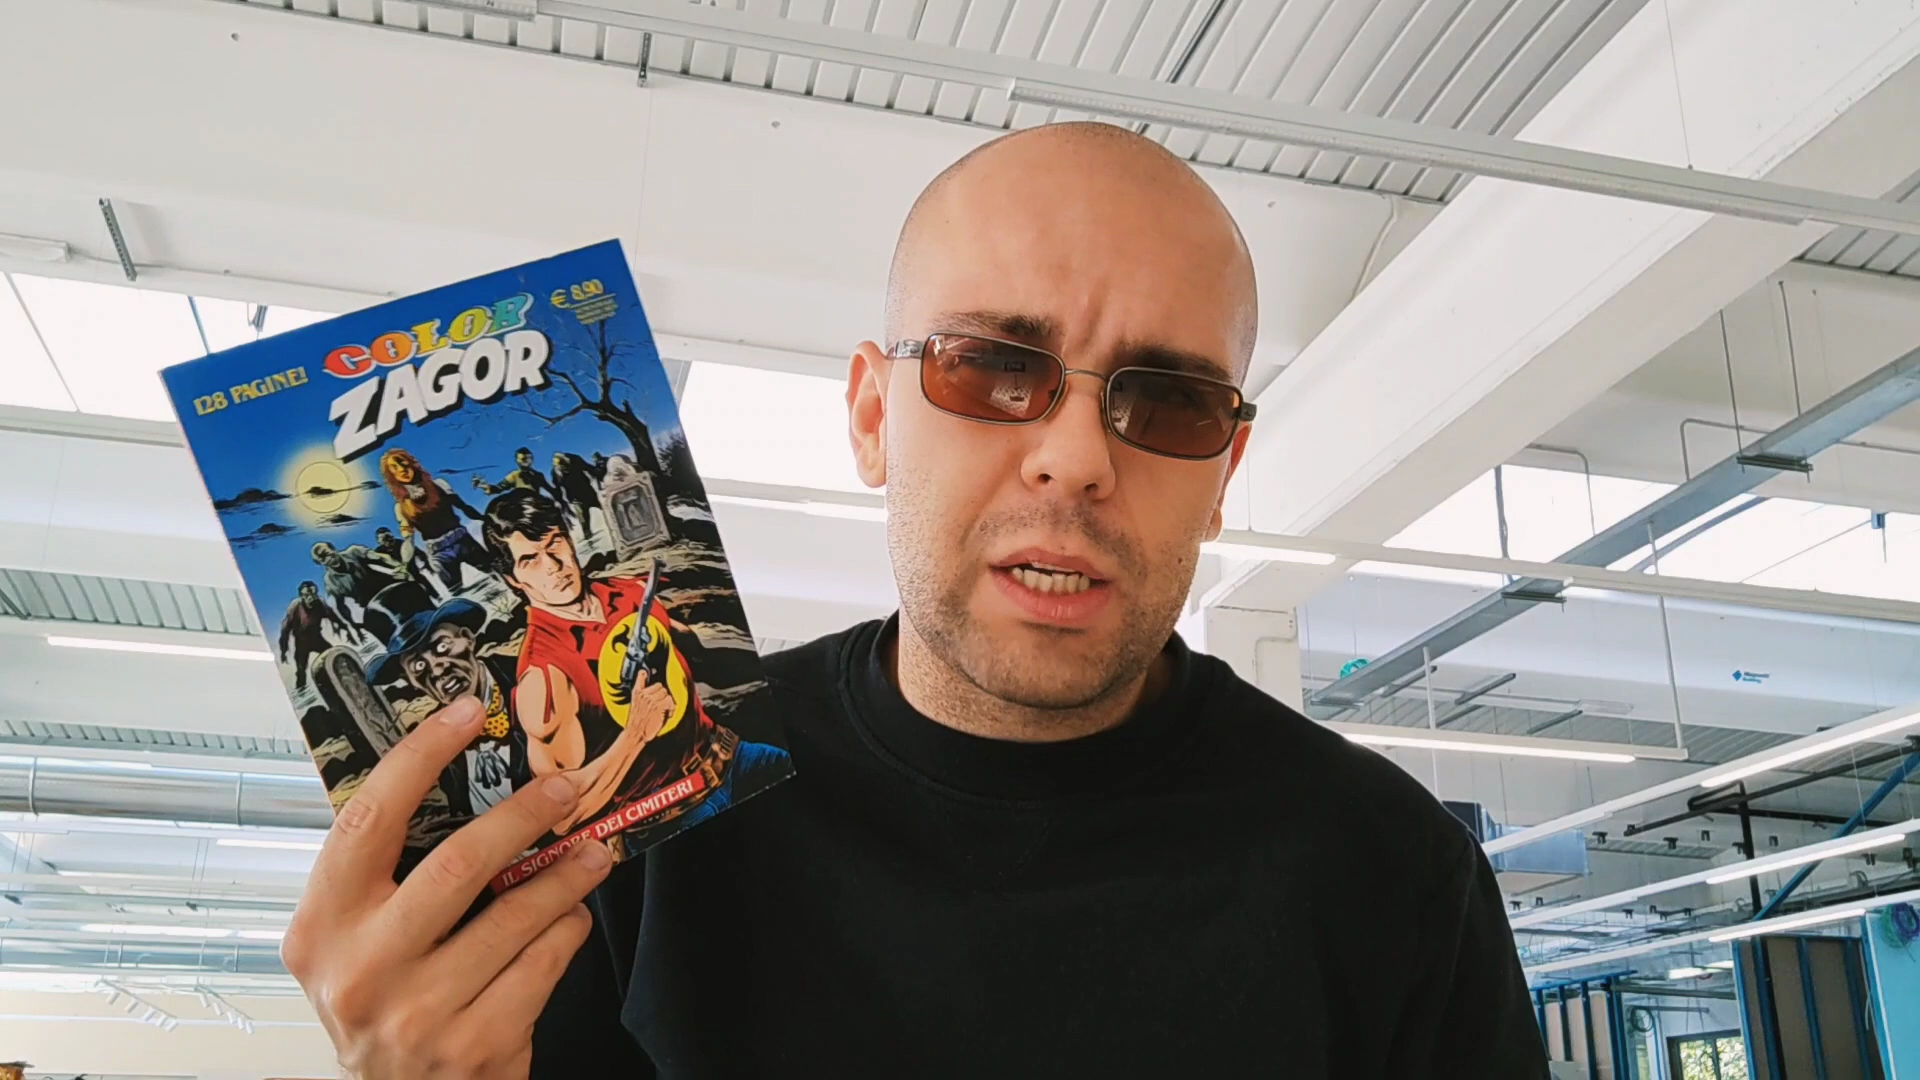 128 PAGINE!
COLOR
ZAGOR
€ 8,90
IL SIGNORE DEI CIMITERI